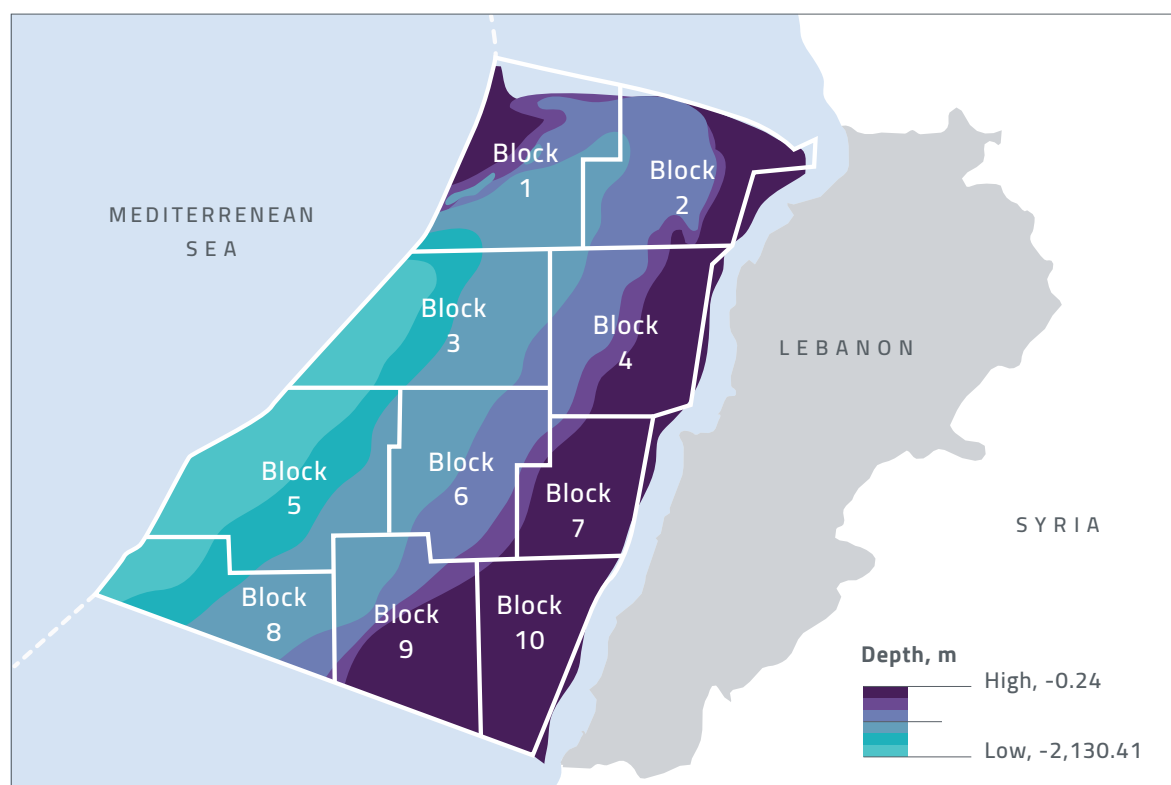 Block
1
Block
2
MEDITERRENEAN
SEA
Block
3
Block
4
LEBANON
Block
5
Block
6
Block
7
SYRIA
Block
8
Block
9
Block
10
Depth, m
High, -0.24
Low, -2,130.41